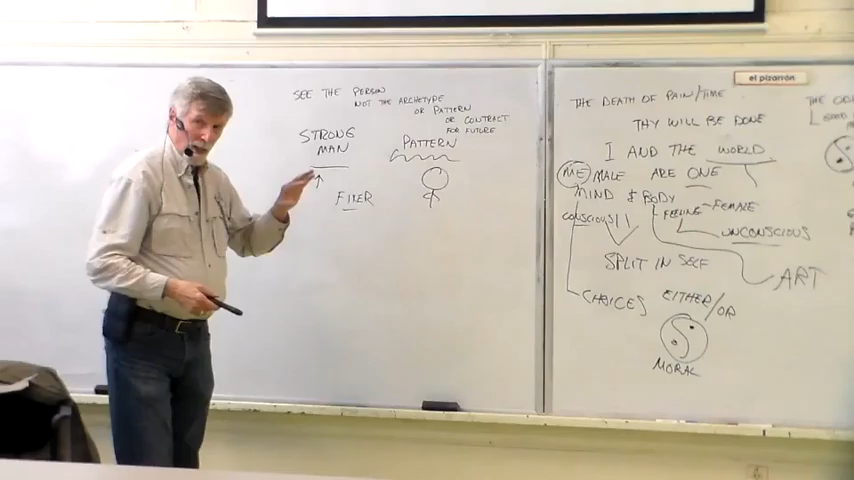 SEE THE PERSON
NOT THE ARCHETYPE
OR PATTERN
OR CONTRACT
FOR FUTURE
STRONG
MAN
PATTERN
FIXER
el pizarrón
THE DEATH OF PAIN/TIME
THY WILL BE DONE
I AND THE WORLD
ME MALE ARE ONE
MIND & BODY
CONSCIOUS
FEELING-FEMALE
UNCONSCIOUS
SPLIT IN SELF
ART
CHOICES EITHER/OR
MORAL
THE
GOOD